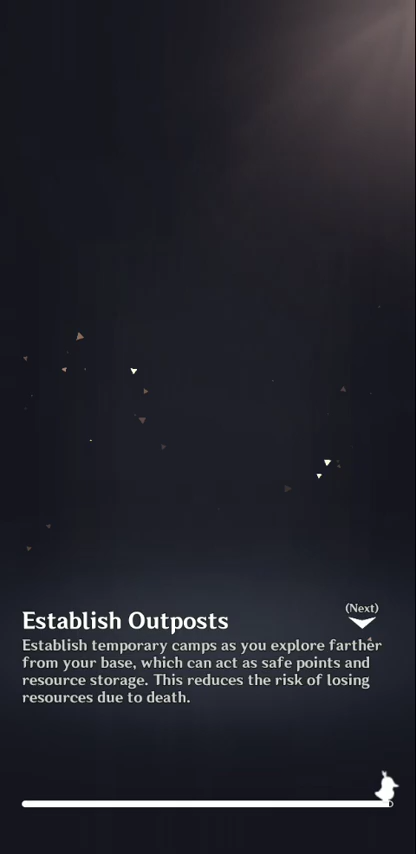 (Next)
Establish Outposts
Establish temporary camps as you explore farther
from your base, which can act as safe points and
resource storage. This reduces the risk of losing
resources due to death.